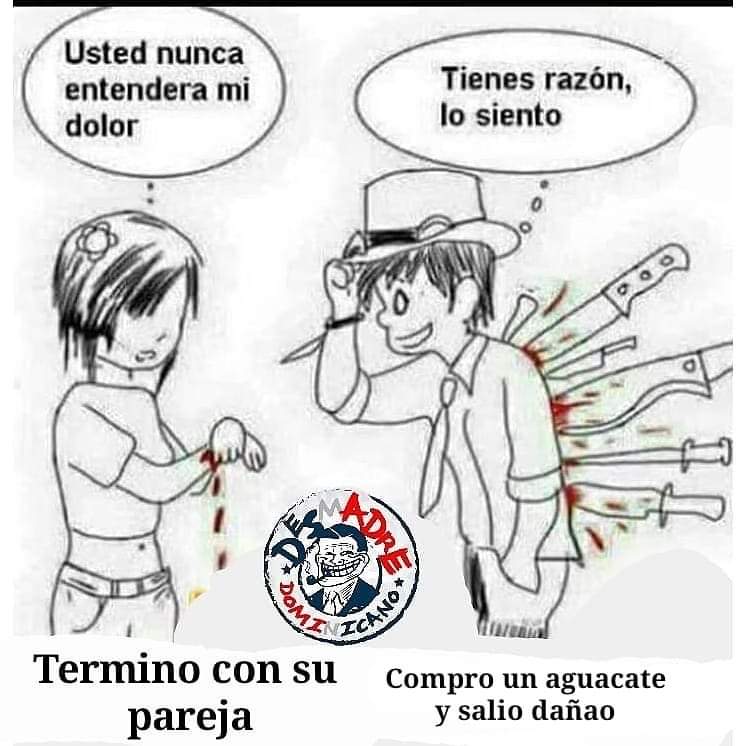 Usted nunca
entendera mi
dolor
Tienes razón,
lo siento
DESMADRE
DOMINICANO
Termino con su
pareja
Compro un aguacate
y salio dañao